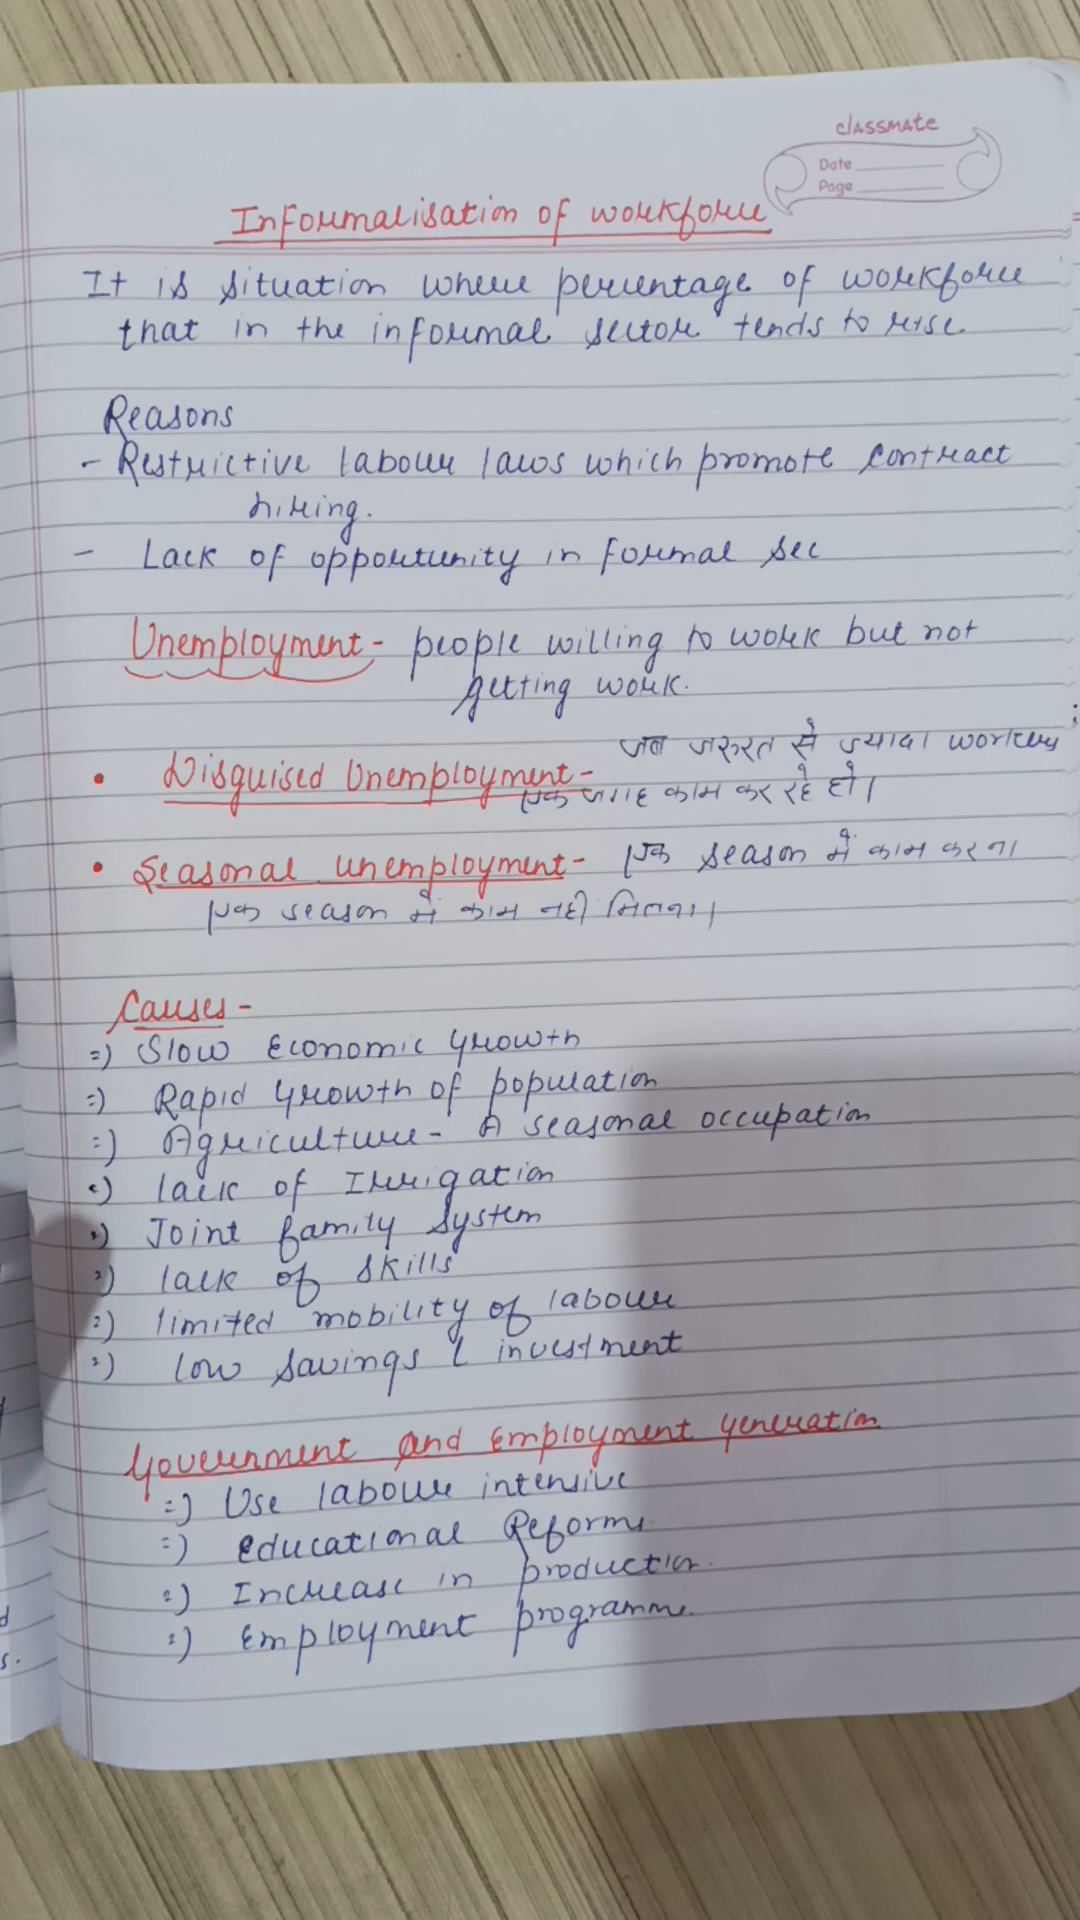 classmate
Date
Page
Informalisation of workforce
It is situation where percentage of workforce
that in the informal sector tends to rise.
Reasons
- Restrictive labour laws which promote contract
hiring.
- Lack of opportunity in formal sec
Unemployment - people willing to work but not
getting work.
जब जरुरत से ज्यादा workers
• Disguised Unemployment -
एक जगह काम कर रहे हो।
• Seasonal unemployment - एक season में काम करना
एक season में काम नही मिलना।
Causes -
=) Slow Economic Growth
=) Rapid Growth of population
=) Agriculture - A seasonal occupation
=) lack of Irrigation
=) Joint family system
=) lack of skills
=) limited mobility of labour
=) low savings & investment
Government and Employment generation
=) Use labour intensive
=) Educational Reforms
=) Increase in production.
=) Employment programme.
d
s.